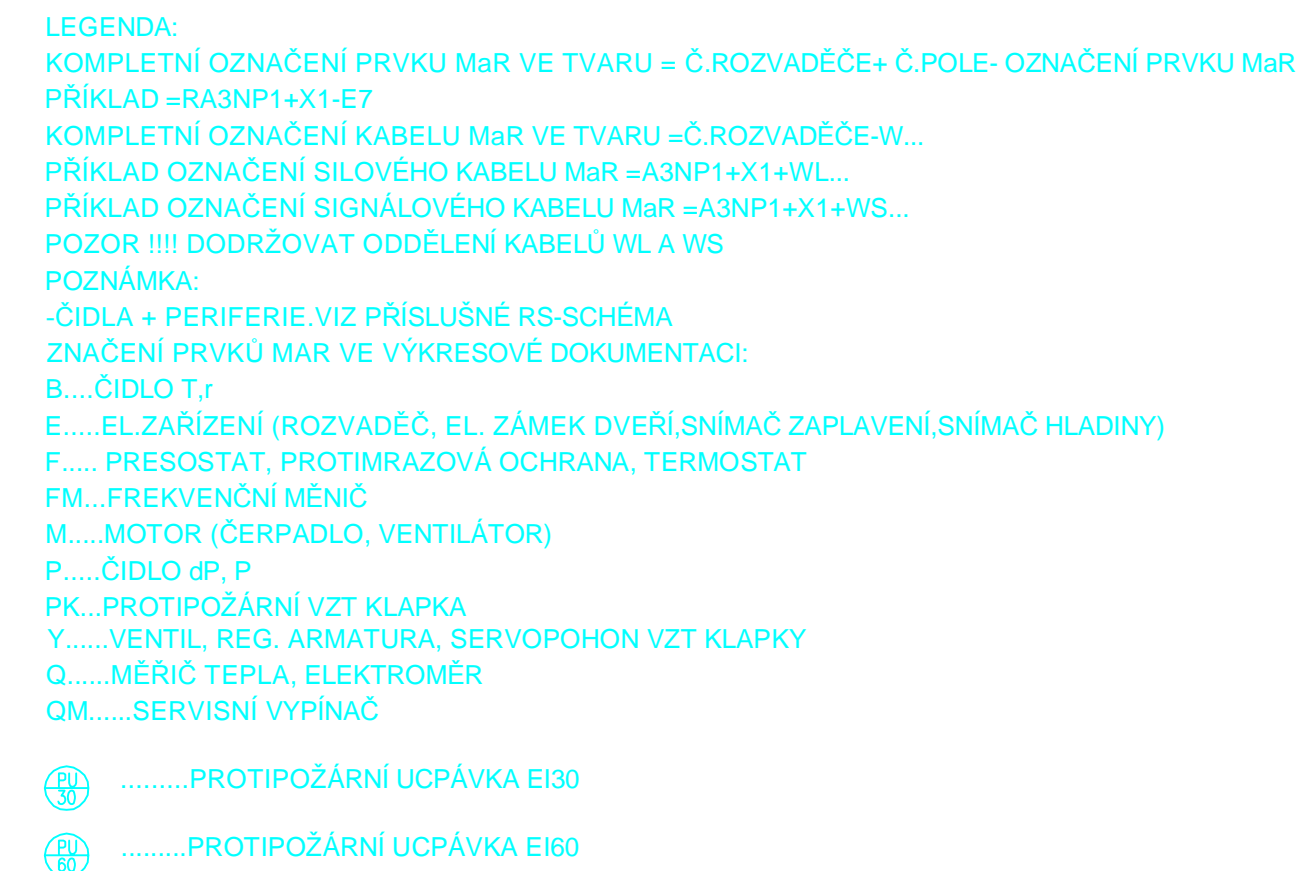 LEGENDA:
KOMPLETNÍ OZNAČENÍ PRVKU MaR VE TVARU = Č.ROZVADĚČE+ Č.POLE- OZNAČENÍ PRVKU MaR
PŘÍKLAD =RA3NP1+X1-E7
KOMPLETNÍ OZNAČENÍ KABELU MaR VE TVARU =Č.ROZVADĚČE-W...
PŘÍKLAD OZNAČENÍ SILOVÉHO KABELU MaR =A3NP1+X1+WL...
PŘÍKLAD OZNAČENÍ SIGNÁLOVÉHO KABELU MaR =A3NP1+X1+WS...
POZOR !!!! DODRŽOVAT ODDĚLENÍ KABELŮ WL A WS
POZNÁMKA:
-ČIDLA + PERIFERIE.VIZ PŘÍSLUŠNÉ RS-SCHÉMA
ZNAČENÍ PRVKŮ MAR VE VÝKRESOVÉ DOKUMENTACI:
B....ČIDLO T,r
E.....EL.ZAŘÍZENÍ (ROZVADĚČ, EL. ZÁMEK DVEŘÍ,SNÍMAČ ZAPLAVENÍ,SNÍMAČ HLADINY)
F..... PRESOSTAT, PROTIMRAZOVÁ OCHRANA, TERMOSTAT
FM...FREKVENČNÍ MĚNIČ
M.....MOTOR (ČERPADLO, VENTILÁTOR)
P.....ČIDLO dP, P
PK...PROTIPOŽÁRNÍ VZT KLAPKA
Y......VENTIL, REG. ARMATURA, SERVOPOHON VZT KLAPKY
Q......MĚŘIČ TEPLA, ELEKTROMĚR
QM......SERVISNÍ VYPÍNAČ
PU
30 .........PROTIPOŽÁRNÍ UCPÁVKA EI30
PU
60 .........PROTIPOŽÁRNÍ UCPÁVKA EI60